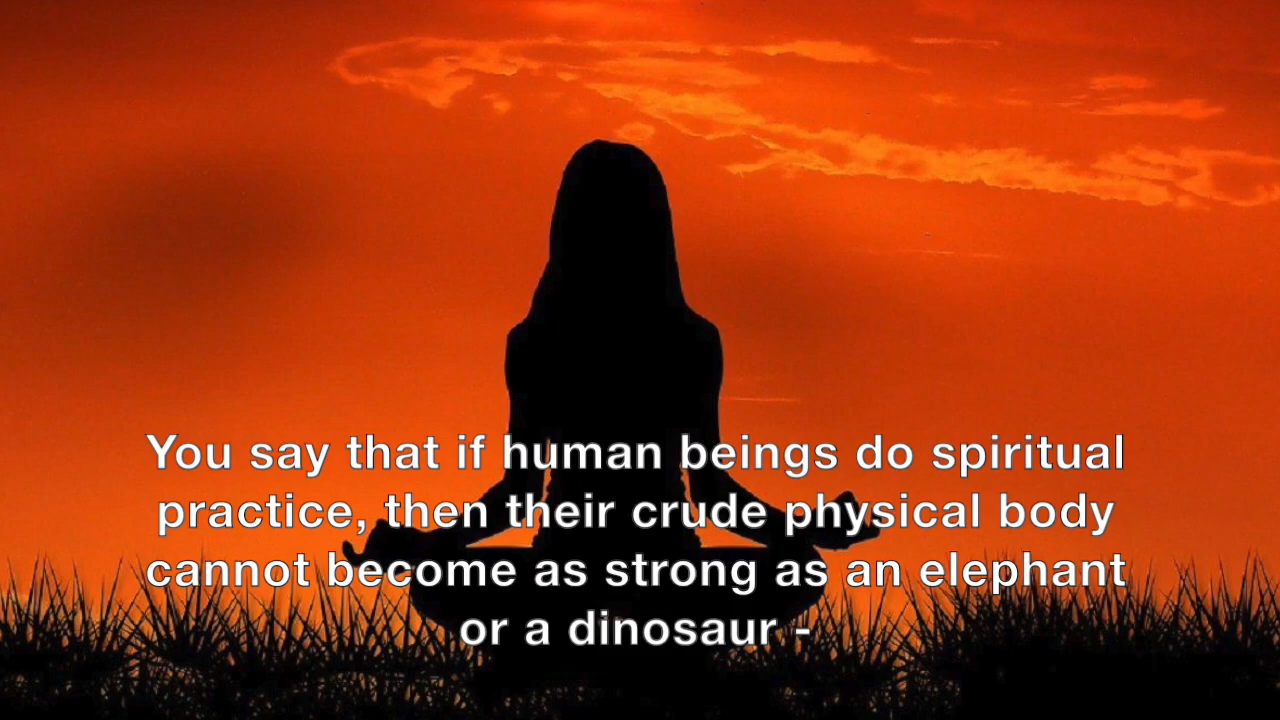 You say that if human beings do spiritual
practice, then their crude physical body
cannot become as strong as an elephant
or a dinosaur -